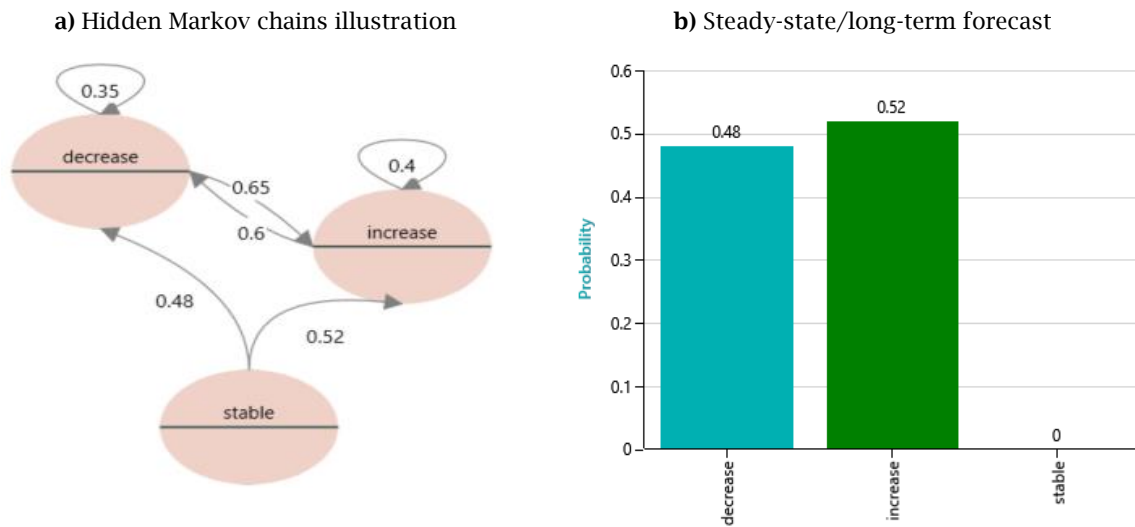 a) Hidden Markov chains illustration
0.35
decrease
0.65
0.6
0.4
increase
0.48
0.52
stable
b) Steady-state/long-term forecast
0.6
0.5
0.4
0.3
0.2
0.1
0
Probability
0.48
0.52
0
decrease
increase
stable